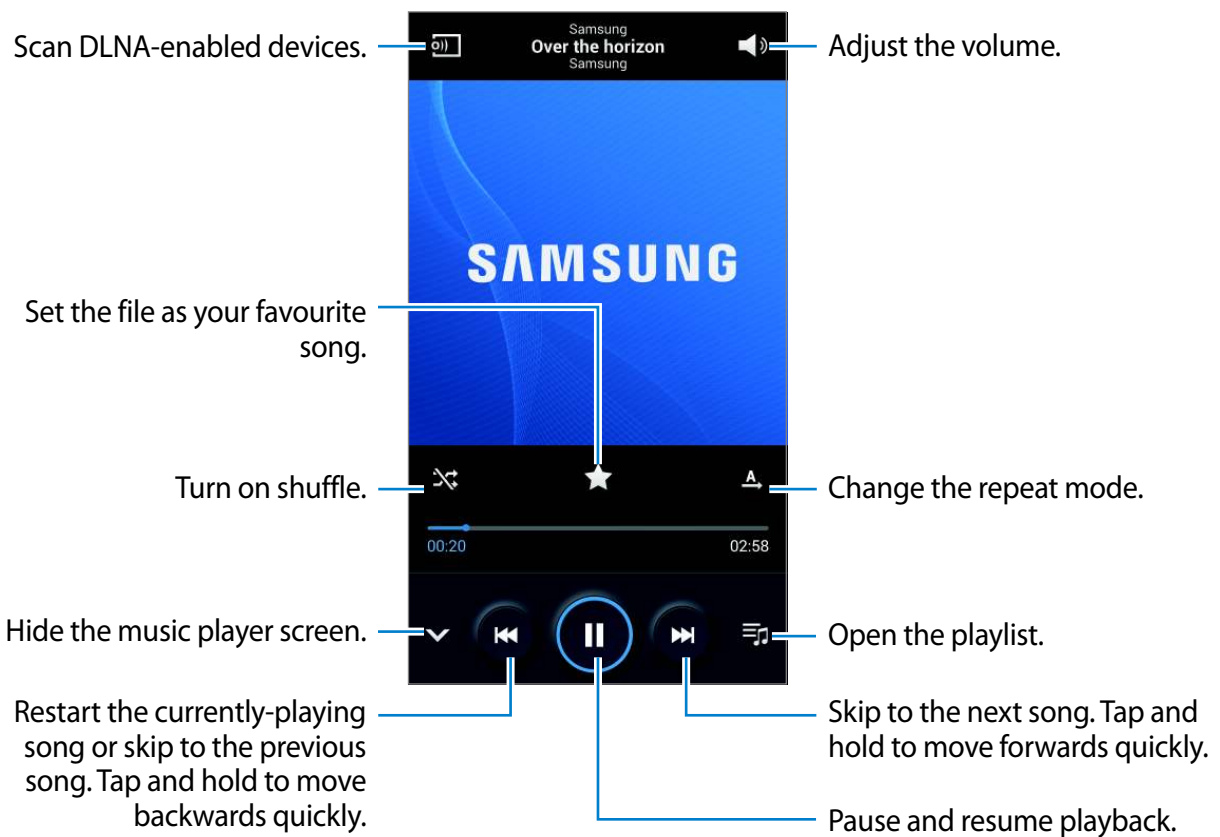 Scan DLNA-enabled devices.
Samsung
Over the horizon
Samsung
Adjust the volume.
SAMSUNG
Set the file as your favourite
song.
Turn on shuffle.
A
Change the repeat mode.
00:20
02:58
Hide the music player screen.
Open the playlist.
Restart the currently-playing
song or skip to the previous
song. Tap and hold to move
backwards quickly.
Skip to the next song. Tap and
hold to move forwards quickly.
Pause and resume playback.